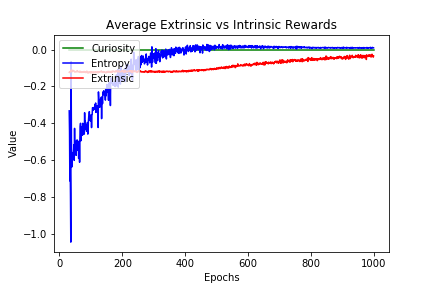 Average Extrinsic vs Intrinsic Rewards
Curiosity
Entropy
Extrinsic
0.0
−0.2
−0.4
−0.6
−0.8
−1.0
Value
0 200 400 600 800 1000
Epochs